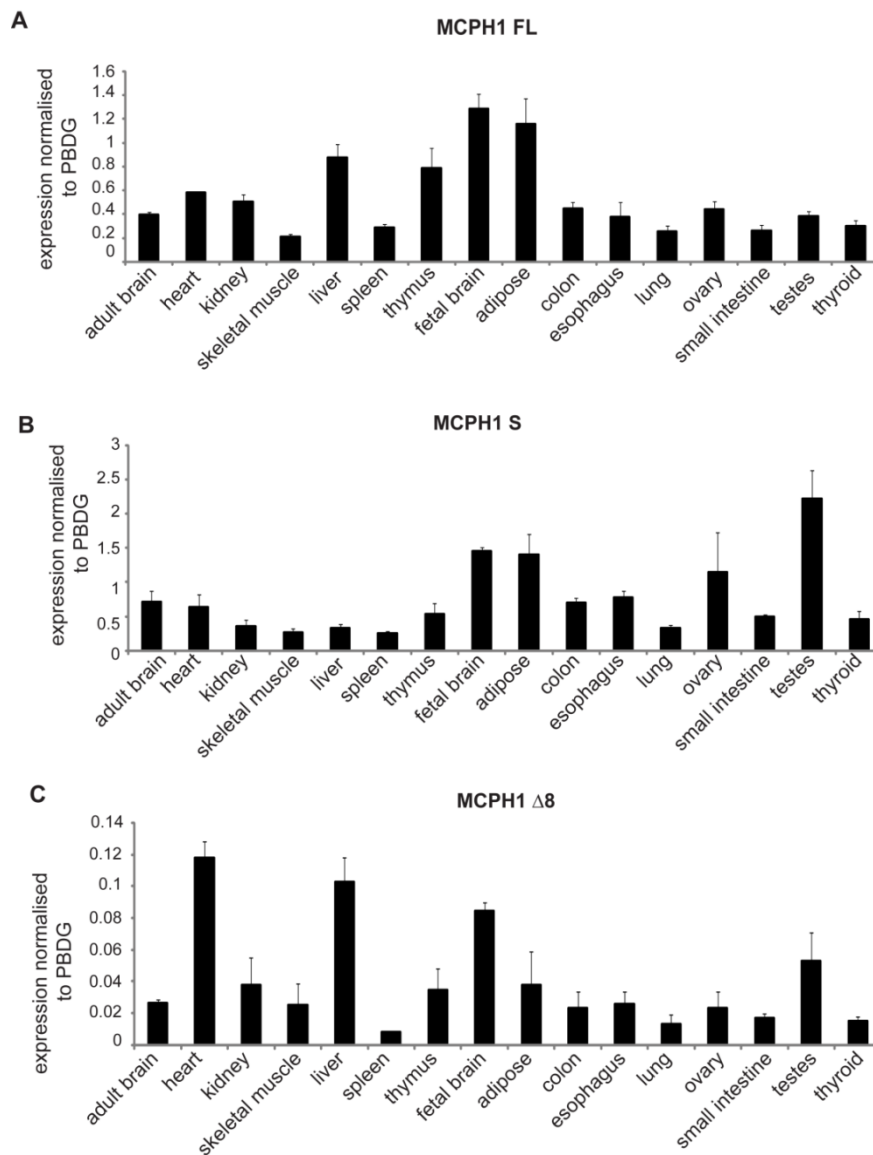 A
MCPH1 FL
expression normalised
to PBDG
1.6
1.4
1.2
0.8
0.6
0.4
0.2
0
adult brain
heart
kidney
skeletal muscle
liver
spleen
thymus
fetal brain
adipose
colon
esophagus
lung
ovary
small intestine
testes
thyroid
B
MCPH1 S
expression normalised
to PBDG
3
2.5
2
1.5
1
0.5
0
adult brain
heart
kidney
skeletal muscle
liver
spleen
thymus
fetal brain
adipose
colon
esophagus
lung
ovary
small intestine
testes
thyroid
C
MCPH1 Δ8
expression normalised
to PBDG
0.14
0.12
0.1
0.08
0.06
0.04
0.02
0
adult brain
heart
kidney
skeletal muscle
liver
spleen
thymus
fetal brain
adipose
colon
esophagus
lung
ovary
small intestine
testes
thyroid